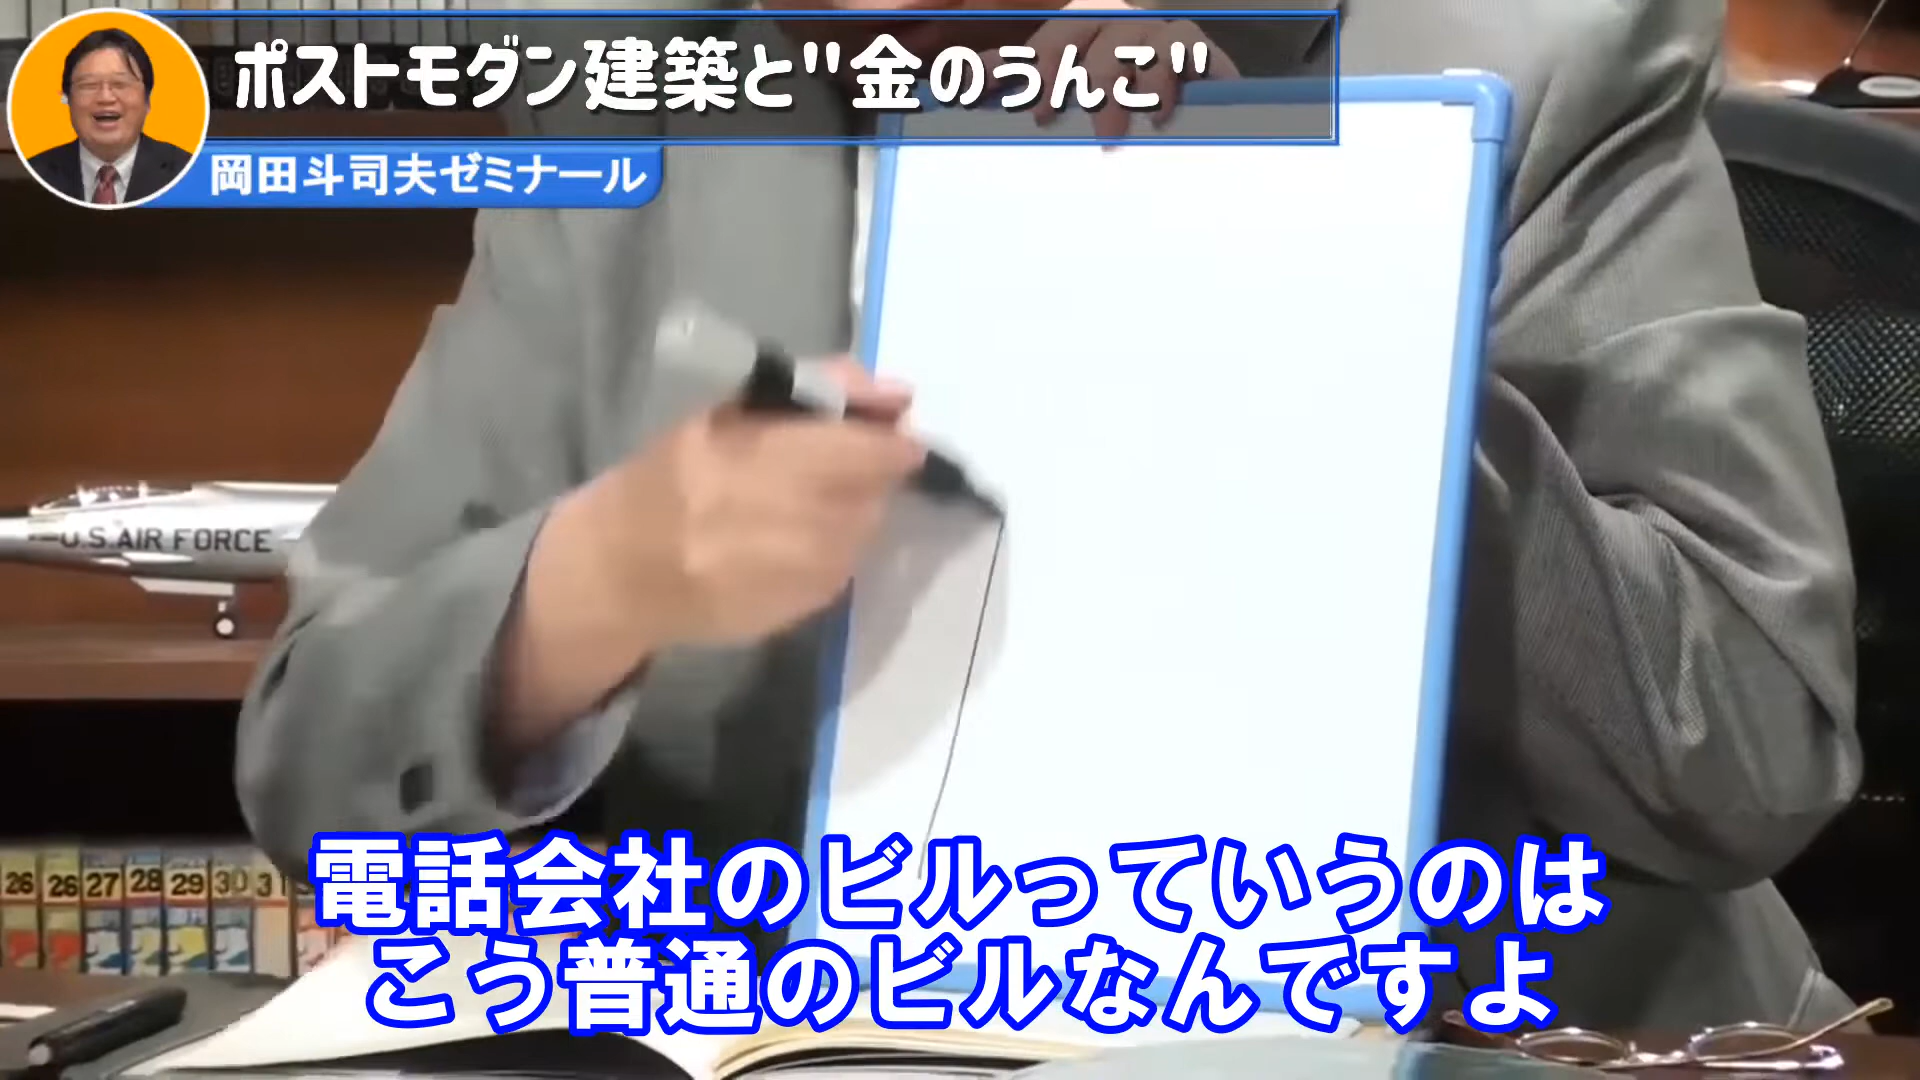 ポストモダン建築と"金のうんこ"
岡田斗司夫ゼミナール
U.S.AIR FORCE
26 26 27 28 29 30 31
電話会社のビルっていうのは
こう普通のビルなんですよ